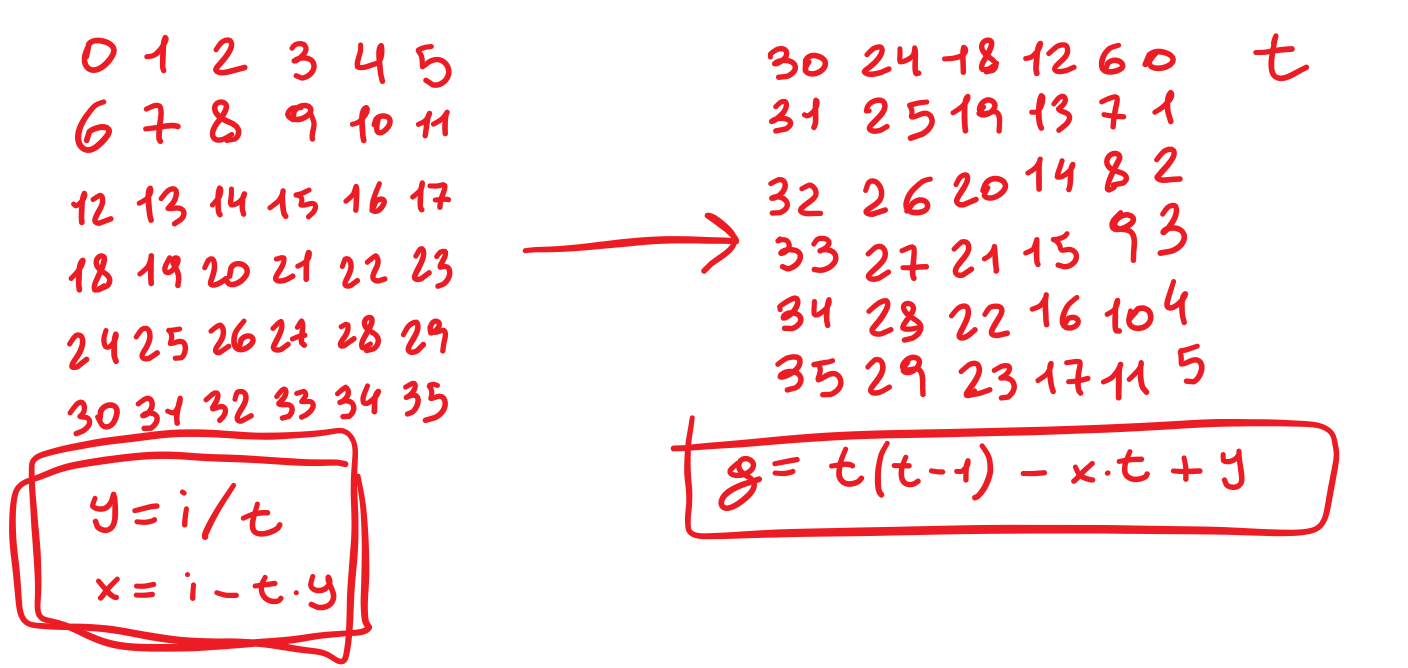 0 1 2 3 4 5
6 7 8 9 10 11
12 13 14 15 16 17
18 19 20 21 22 23
24 25 26 27 28 29
30 31 32 33 34 35
y = i/t
x = i - t·y
30 24 18 12 6 0
31 25 19 13 7 1
32 26 20 14 8 2
33 27 21 15 9 3
34 28 22 16 10 4
35 29 23 17 11 5
t
g = t(t-1) - x·t + y